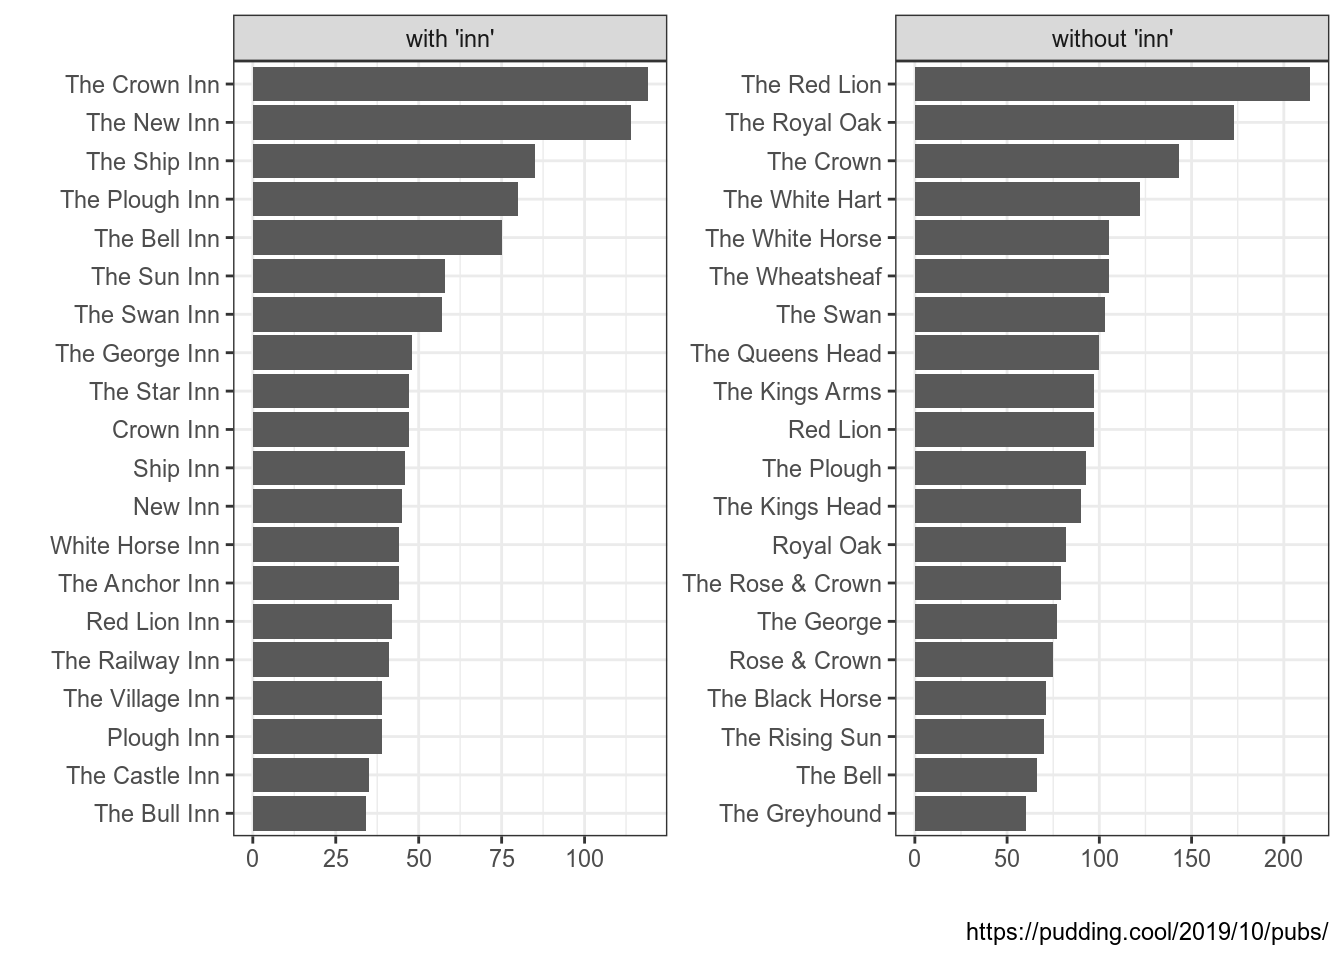 with 'inn'
The Crown Inn
The New Inn
The Ship Inn
The Plough Inn
The Bell Inn
The Sun Inn
The Swan Inn
The George Inn
The Star Inn
Crown Inn
Ship Inn
New Inn
White Horse Inn
The Anchor Inn
Red Lion Inn
The Railway Inn
The Village Inn
Plough Inn
The Castle Inn
The Bull Inn
0 25 50 75 100
without 'inn'
The Red Lion
The Royal Oak
The Crown
The White Hart
The White Horse
The Wheatsheaf
The Swan
The Queens Head
The Kings Arms
Red Lion
The Plough
The Kings Head
Royal Oak
The Rose & Crown
The George
Rose & Crown
The Black Horse
The Rising Sun
The Bell
The Greyhound
0 50 100 150 200
https://pudding.cool/2019/10/pubs/